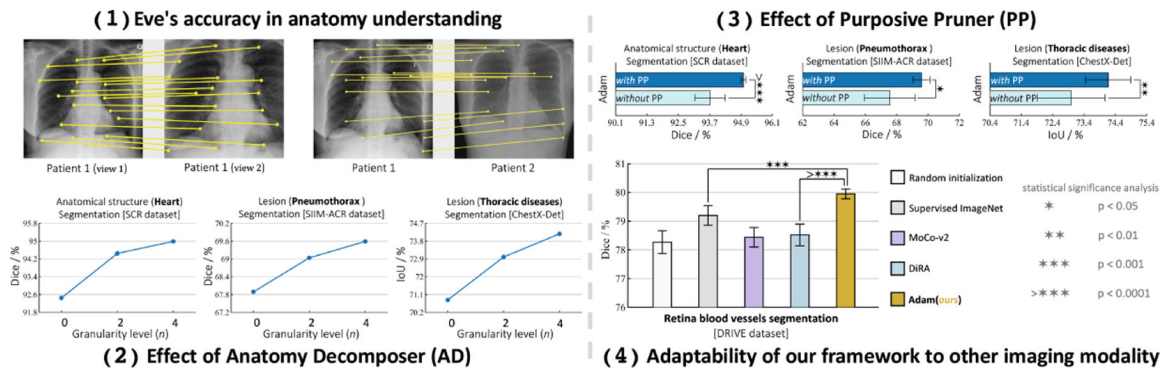 (1) Eve's accuracy in anatomy understanding
Patient 1 (view 1)
Patient 1 (view 2)
Patient 1
Patient 2
Anatomical structure (Heart)
Segmentation [SCR dataset]
Dice / %
95.8
95
94.2
93.4
92.6
91.8
0
2
4
Granularity level (n)
Lesion (Pneumothorax)
Segmentation [SIIM-ACR dataset]
Dice / %
70.2
69.6
69
68.4
67.8
67.2
0
2
4
Granularity level (n)
Lesion (Thoracic diseases)
Segmentation [ChestX-Det]
IoU / %
74.7
73.8
72.9
72
71.1
70.2
0
2
4
Granularity level (n)
(2) Effect of Anatomy Decomposer (AD)
(3) Effect of Purposive Pruner (PP)
Anatomical structure (Heart)
Segmentation [SCR dataset]
Adam
with PP
without PP
>***
90.1 91.3 92.5 93.7 94.9 96.1
Dice / %
Lesion (Pneumothorax )
Segmentation [SIIM-ACR dataset]
Adam
with PP
without PP
*
62 64 66 68 70 72
Dice / %
Lesion (Thoracic diseases)
Segmentation [ChestX-Det]
Adam
with PP
without PP
**
70.4 71.4 72.4 73.4 74.4 75.4
IoU / %
Dice / %
81
80
79
78
77
76
***
>***
Retina blood vessels segmentation
[DRIVE dataset]
Random initialization
Supervised ImageNet
MoCo-v2
DiRA
Adam(ours)
statistical significance analysis
* p < 0.05
** p < 0.01
*** p < 0.001
>*** p < 0.0001
(4) Adaptability of our framework to other imaging modality